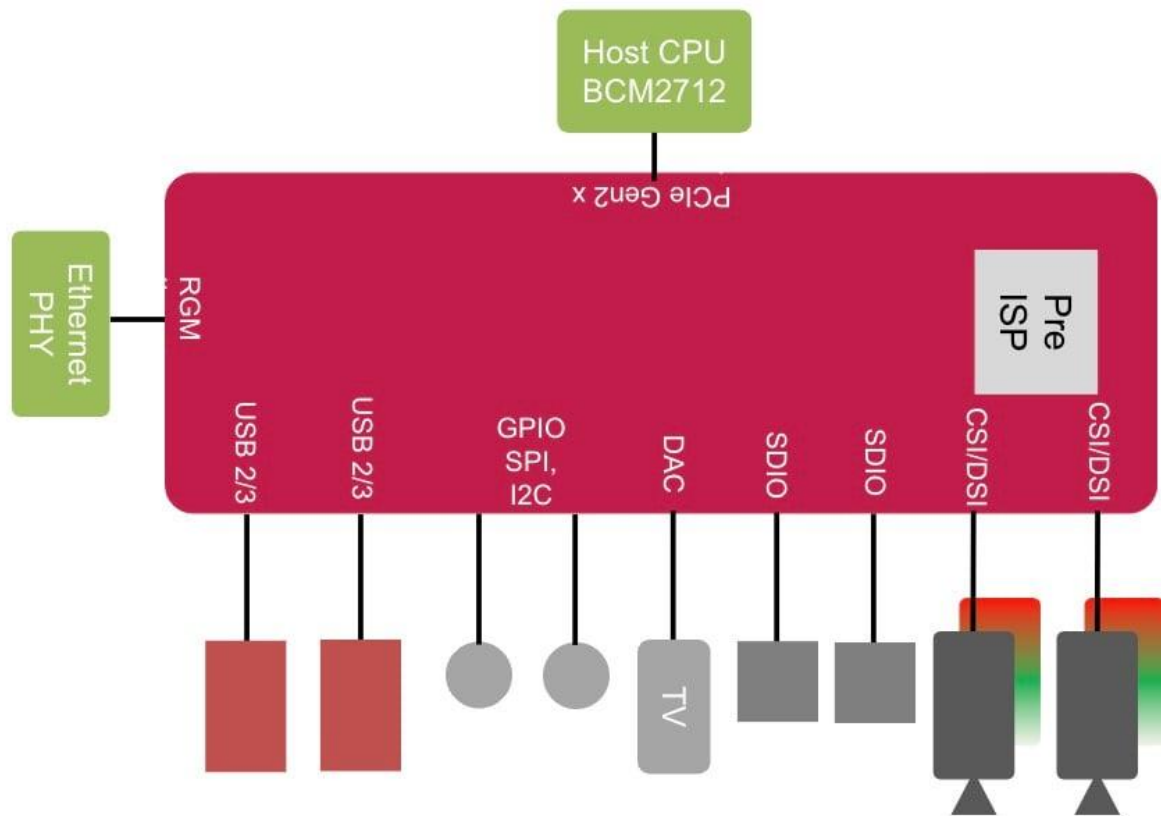 Host CPU
BCM2712
PCIe Gen2 x
Ethernet
PHY
RGM
Pre
ISP
USB 2/3
USB 2/3
GPIO
SPI,
I2C
DAC
SDIO
SDIO
CSI/DSI
CSI/DSI
TV